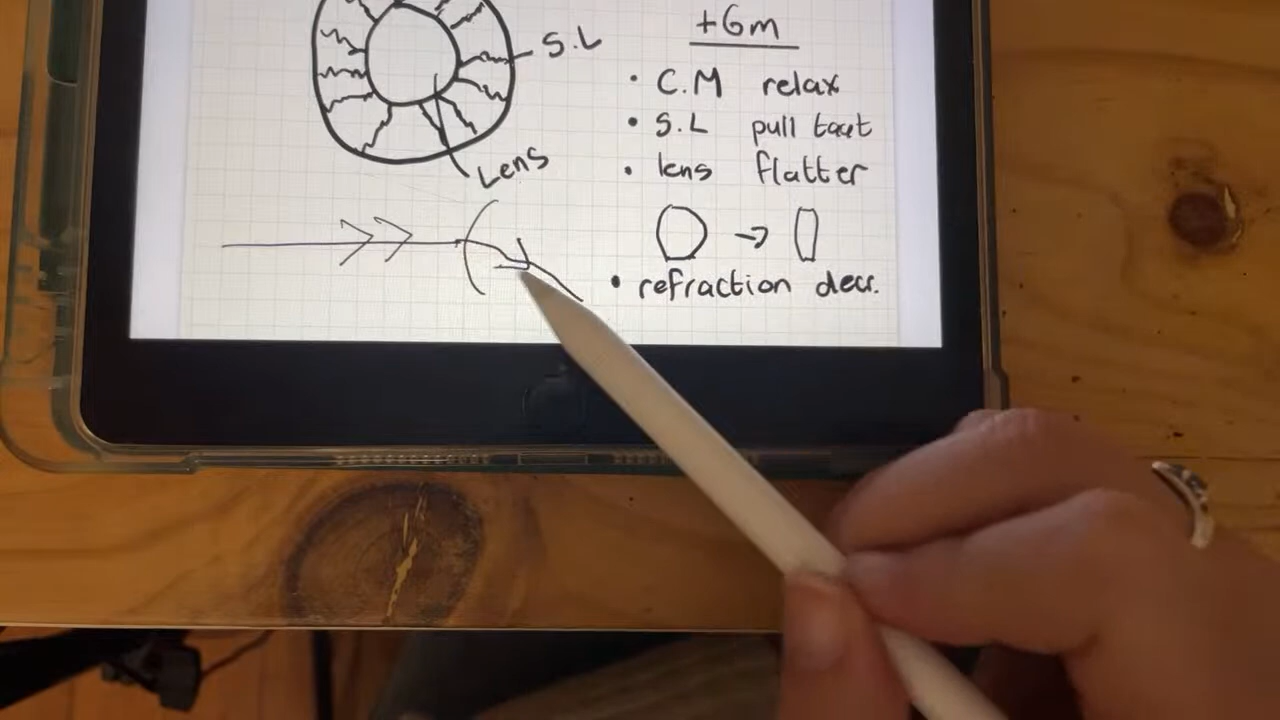 S.L
Lens
+6m
• C.M relax
• S.L pull taut
• lens flatter
→
• refraction decr.